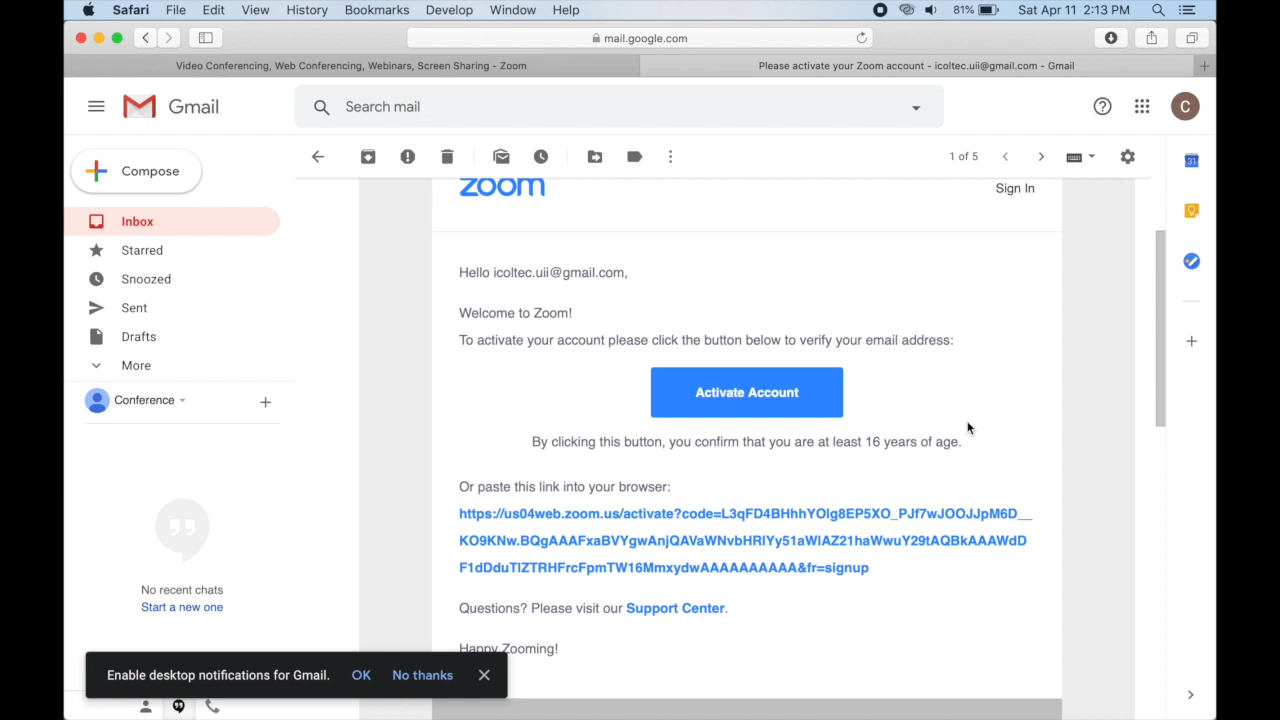 Safari File Edit View History Bookmarks Develop Window Help 81% Sat Apr 11 2:13 PM
mail.google.com
Video Conferencing, Web Conferencing, Webinars, Screen Sharing - Zoom
Please activate your Zoom account - icoltec.uii@gmail.com - Gmail
Gmail
Search mail
C
Compose
1 of 5
31
Inbox
Starred
Snoozed
Sent
Drafts
More
Conference
No recent chats
Start a new one
zoom
Sign In
Hello icoltec.uii@gmail.com,
Welcome to Zoom!
To activate your account please click the button below to verify your email address:
Activate Account
By clicking this button, you confirm that you are at least 16 years of age.
Or paste this link into your browser:
https://us04web.zoom.us/activate?code=L3qFD4BHhhYOlg8EP5XO_PJf7wJOOJJpM6D__
KO9KNw.BQgAAAFxaBVYgwAnjQAVaWNvbHRlYy51aWlAZ21haWwuY29tAQBkAAAWdD
F1dDduTlZTRHFrcFpmTW16MmxydwAAAAAAAAAA&fr=signup
Questions? Please visit our Support Center.
Happy Zooming!
Enable desktop notifications for Gmail. OK No thanks